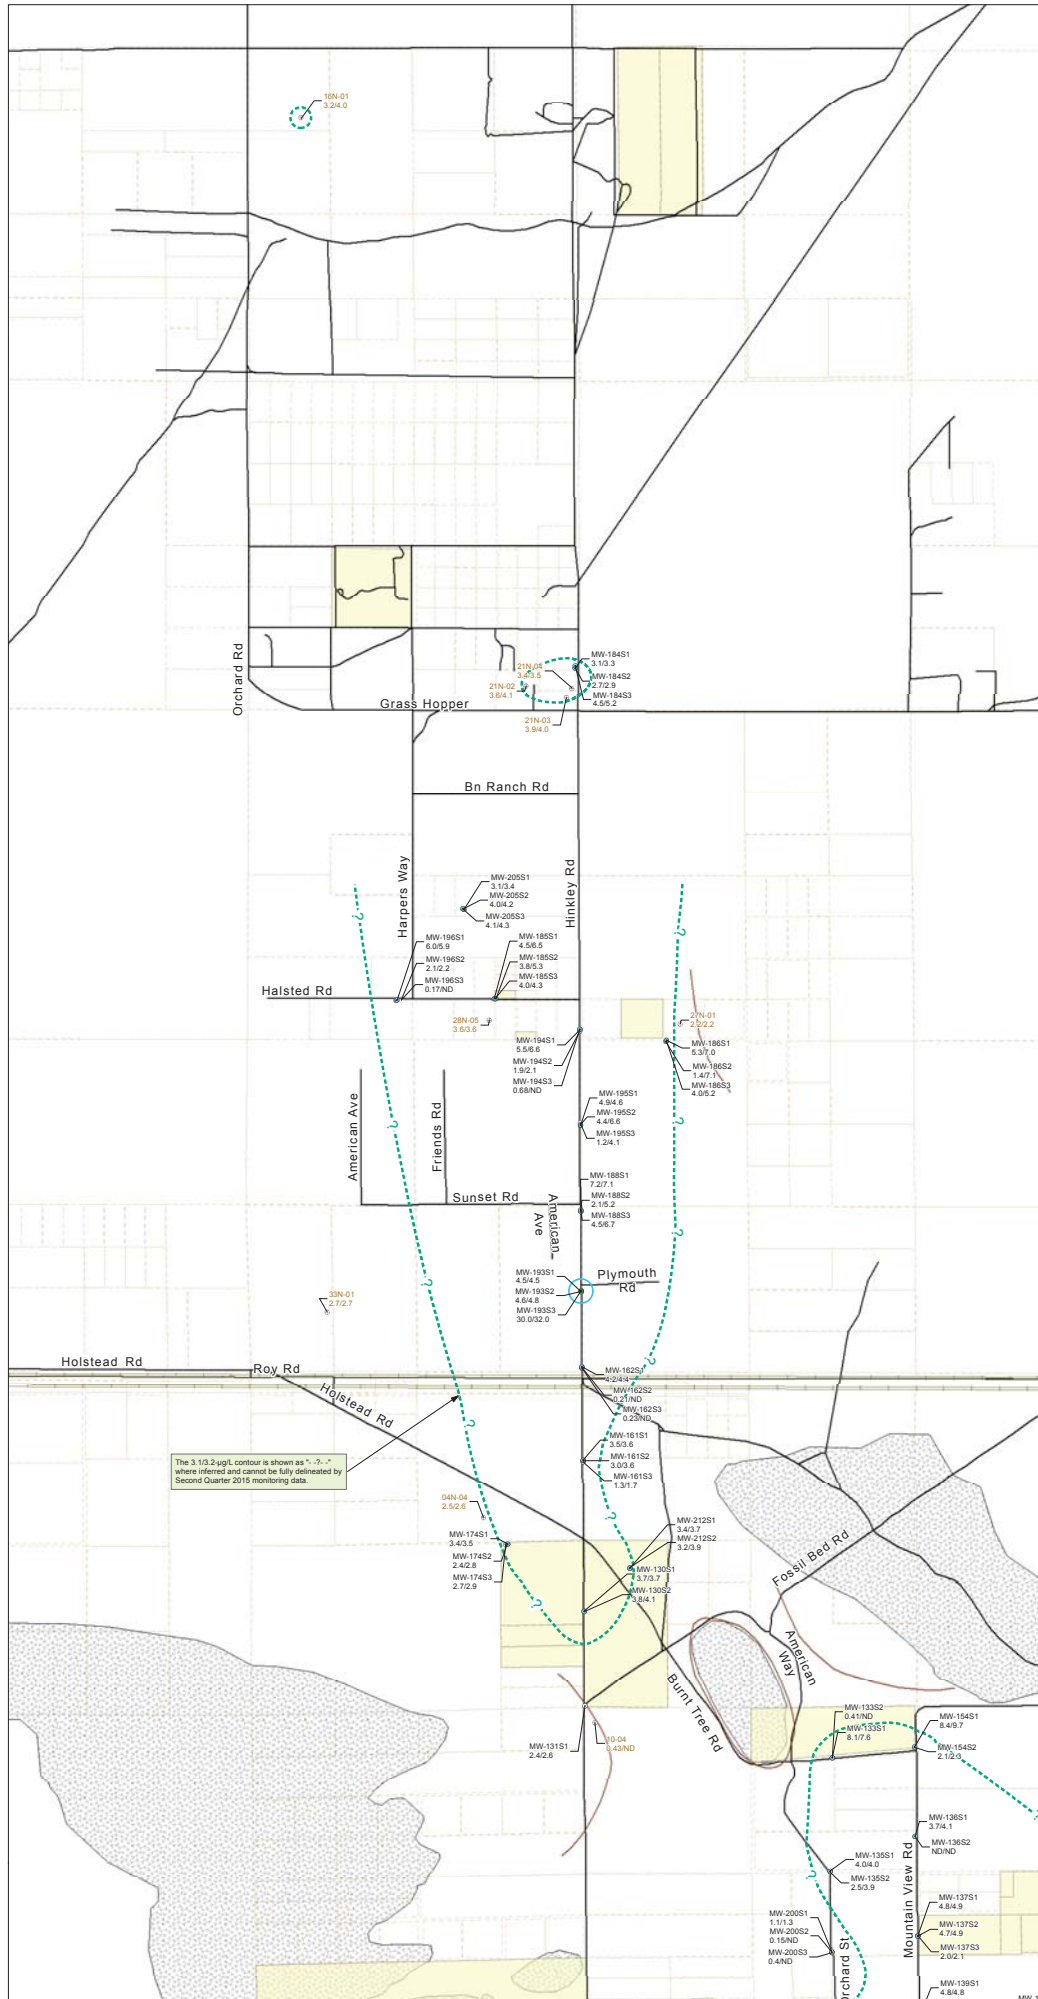 16N-01
3.2/4.0
Orchard Rd
MW-184S1
3.1/3.3
21N-04
3.4/3.5
MW-184S2
2.7/2.9
21N-02
3.6/4.1
MW-184S3
4.5/5.2
Grass Hopper
21N-03
3.9/4.0
Bn Ranch Rd
Harpers Way
Hinkley Rd
MW-205S1
3.1/3.4
MW-205S2
4.0/4.2
MW-205S3
4.1/4.3
?
?
MW-196S1
6.0/5.9
MW-196S2
2.1/2.2
MW-196S3
0.17/ND
MW-185S1
4.5/6.5
MW-185S2
3.8/5.3
MW-185S3
4.0/4.3
Halsted Rd
28N-05
3.6/3.6
27N-01
2.2/2.2
MW-194S1
5.5/6.6
MW-194S2
1.9/2.1
MW-194S3
0.68/ND
MW-186S1
5.3/7.0
MW-186S2
1.4/7.1
MW-186S3
4.0/5.2
American Ave
Friends Rd
MW-195S1
4.9/4.6
MW-195S2
4.4/6.6
MW-195S3
1.2/4.1
?
?
MW-188S1
7.2/7.1
MW-188S2
2.1/5.2
MW-188S3
4.5/6.7
Sunset Rd
American
Ave
?
?
MW-193S1
4.5/4.5
MW-193S2
4.6/4.8
MW-193S3
30.0/32.0
Plymouth
Rd
33N-01
2.7/2.7
Holstead Rd
Roy Rd
Holstead Rd
MW-162S1
4.2/4.4
MW-162S2
0.21/ND
MW-162S3
0.23/ND
?
?
?
MW-161S1
3.5/3.6
MW-161S2
3.0/3.6
MW-161S3
1.3/1.7
?
The 3.1/3.2-µg/L contour is shown as "- -?- -"
where inferred and cannot be fully delineated by
Second Quarter 2015 monitoring data.
04N-04
2.5/2.6
?
?
MW-174S1
3.4/3.5
MW-174S2
2.4/2.8
MW-174S3
2.7/2.9
MW-212S1
3.4/3.7
MW-212S2
3.2/3.9
MW-130S1
3.7/3.7
MW-130S2
3.8/4.1
?
?
Fossil Bed Rd
American
Way
Burnt Tree Rd
MW-131S1
2.4/2.6
10-04
0.43/ND
MW-133S2
0.41/ND
MW-133S1
8.1/7.6
MW-154S1
8.4/9.7
MW-154S2
2.1/2.3
?
?
?
MW-136S1
3.7/4.1
MW-136S2
ND/ND
MW-135S1
4.0/4.0
MW-135S2
2.5/3.9
?
Mountain View Rd
MW-137S1
4.8/4.9
MW-137S2
4.7/4.9
MW-137S3
2.0/2.1
MW-200S1
1.1/1.3
MW-200S2
0.15/ND
MW-200S3
0.4/ND
Orchard St
?
MW-139S1
4.8/4.8